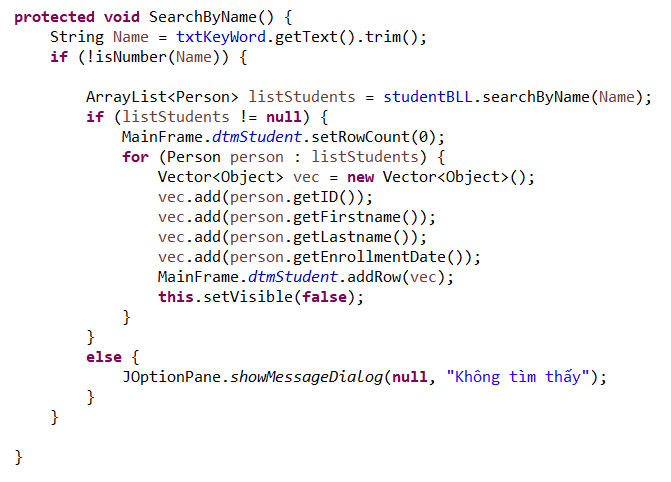 protected void SearchByName() {
    String Name = txtKeyWord.getText().trim();
    if (!isNumber(Name)) {

        ArrayList<Person> listStudents = studentBLL.searchByName(Name);
        if (listStudents != null) {
            MainFrame.dtmStudent.setRowCount(0);
            for (Person person : listStudents) {
                Vector<Object> vec = new Vector<Object>();
                vec.add(person.getID());
                vec.add(person.getFirstname());
                vec.add(person.getLastname());
                vec.add(person.getEnrollmentDate());
                MainFrame.dtmStudent.addRow(vec);
                this.setVisible(false);
            }
        }
        else {
            JOptionPane.showMessageDialog(null, "Không tìm thấy");
        }
    }

}